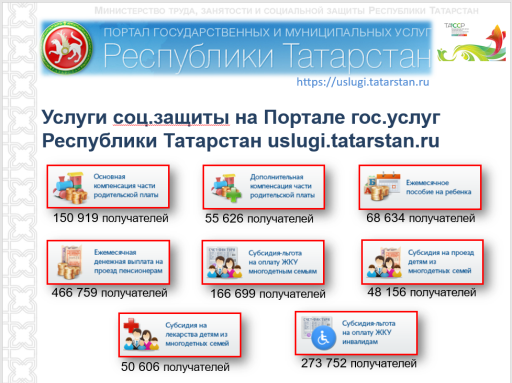 Министерство труда, занятости и социальной защиты Республики Татарстан
ПОРТАЛ ГОСУДАРСТВЕННЫХ И МУНИЦИПАЛЬНЫХ УСЛУГ
Республики Татарстан
ТАССР
https://uslugi.tatarstan.ru
Услуги соц.защиты на Портале гос.услуг
Республики Татарстан uslugi.tatarstan.ru
Основная
компенсация части
родительской платы
150 919 получателей
Дополнительная
компенсация части
родительской платы
55 626 получателей
Ежемесячное
пособие на ребенка
68 634 получателей
Ежемесячная
денежная выплата на
проезд пенсионерам
466 759 получателей
Субсидия-льгота
на оплату ЖКУ
многодетным семьям
166 699 получателей
Субсидия на проезд
детям из
многодетных семей
48 156 получателей
Субсидия на
лекарства детям из
многодетных семей
50 606 получателей
Субсидия-льгота
на оплату ЖКУ
инвалидам
273 752 получателей